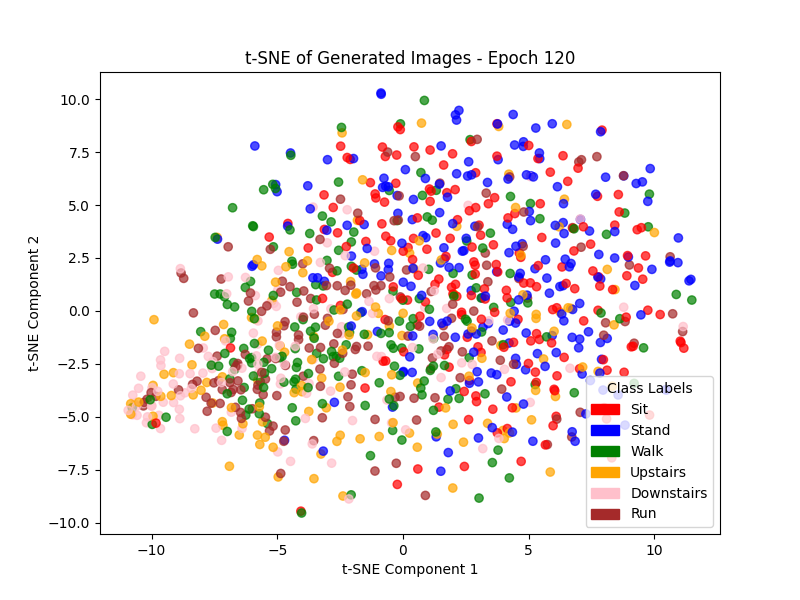 t-SNE of Generated Images - Epoch 120
10.0
7.5
5.0
2.5
0.0
−2.5
−5.0
−7.5
−10.0
t-SNE Component 2
Class Labels
Sit
Stand
Walk
Upstairs
Downstairs
Run
−10
−5
0
5
10
t-SNE Component 1